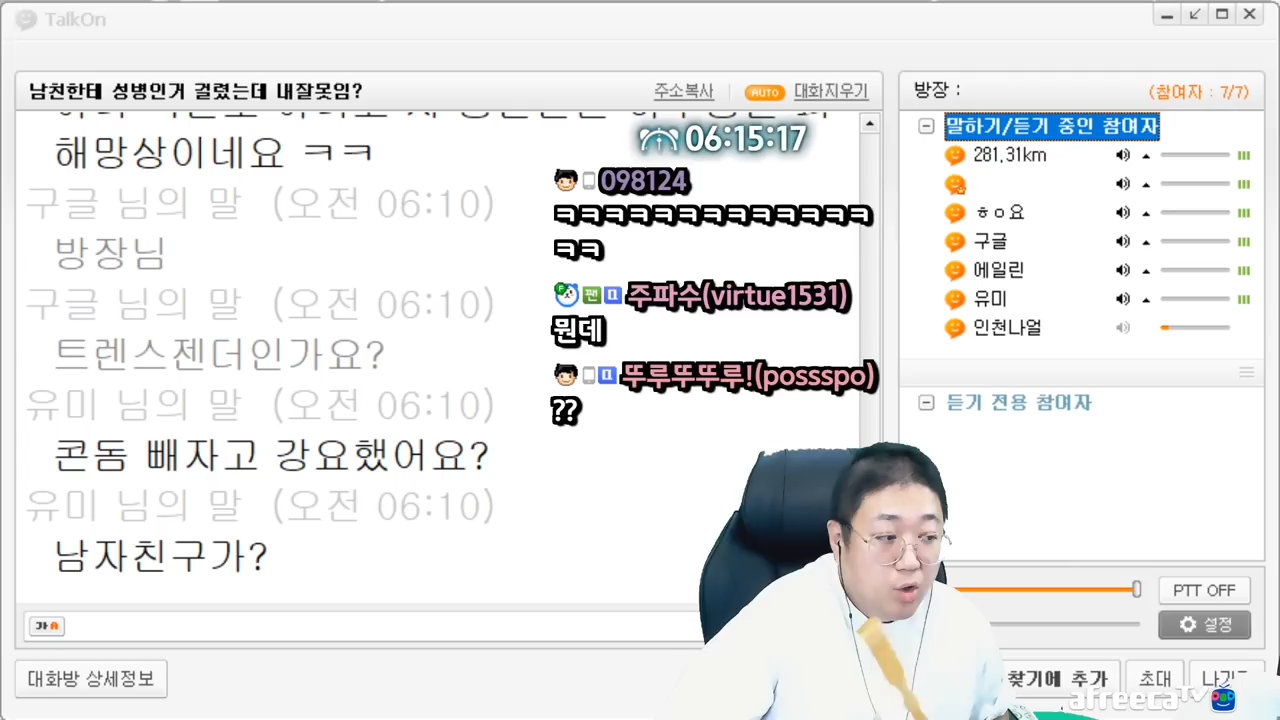 TalkOn
남친한테 성병인거 걸렸는데 내잘못임?
주소복사
AUTO
대화지우기
해망상이네요 ㅋㅋ
구글 님의 말 (오전 06:10)
방장님
구글 님의 말 (오전 06:10)
트렌스젠더인가요?
유미 님의 말 (오전 06:10)
콘돔 빼자고 강요했어요?
유미 님의 말 (오전 06:10)
남자친구가?
가
대화방 상세정보
06:15:17
098124
ㅋㅋㅋㅋㅋㅋㅋㅋㅋㅋㅋㅋㅋ
ㅋㅋ
팬
주파수(virtue1531)
뭔데
뚜루뚜뚜루!(possspo)
??
방장 :
(참여자 : 7/7)
말하기/듣기 중인 참여자
281.31km
ㅎㅇ요
구글
에일린
유미
인천나얼
듣기 전용 참여자
PTT OFF
설정
찾기에 추가
초대
afreecaTV